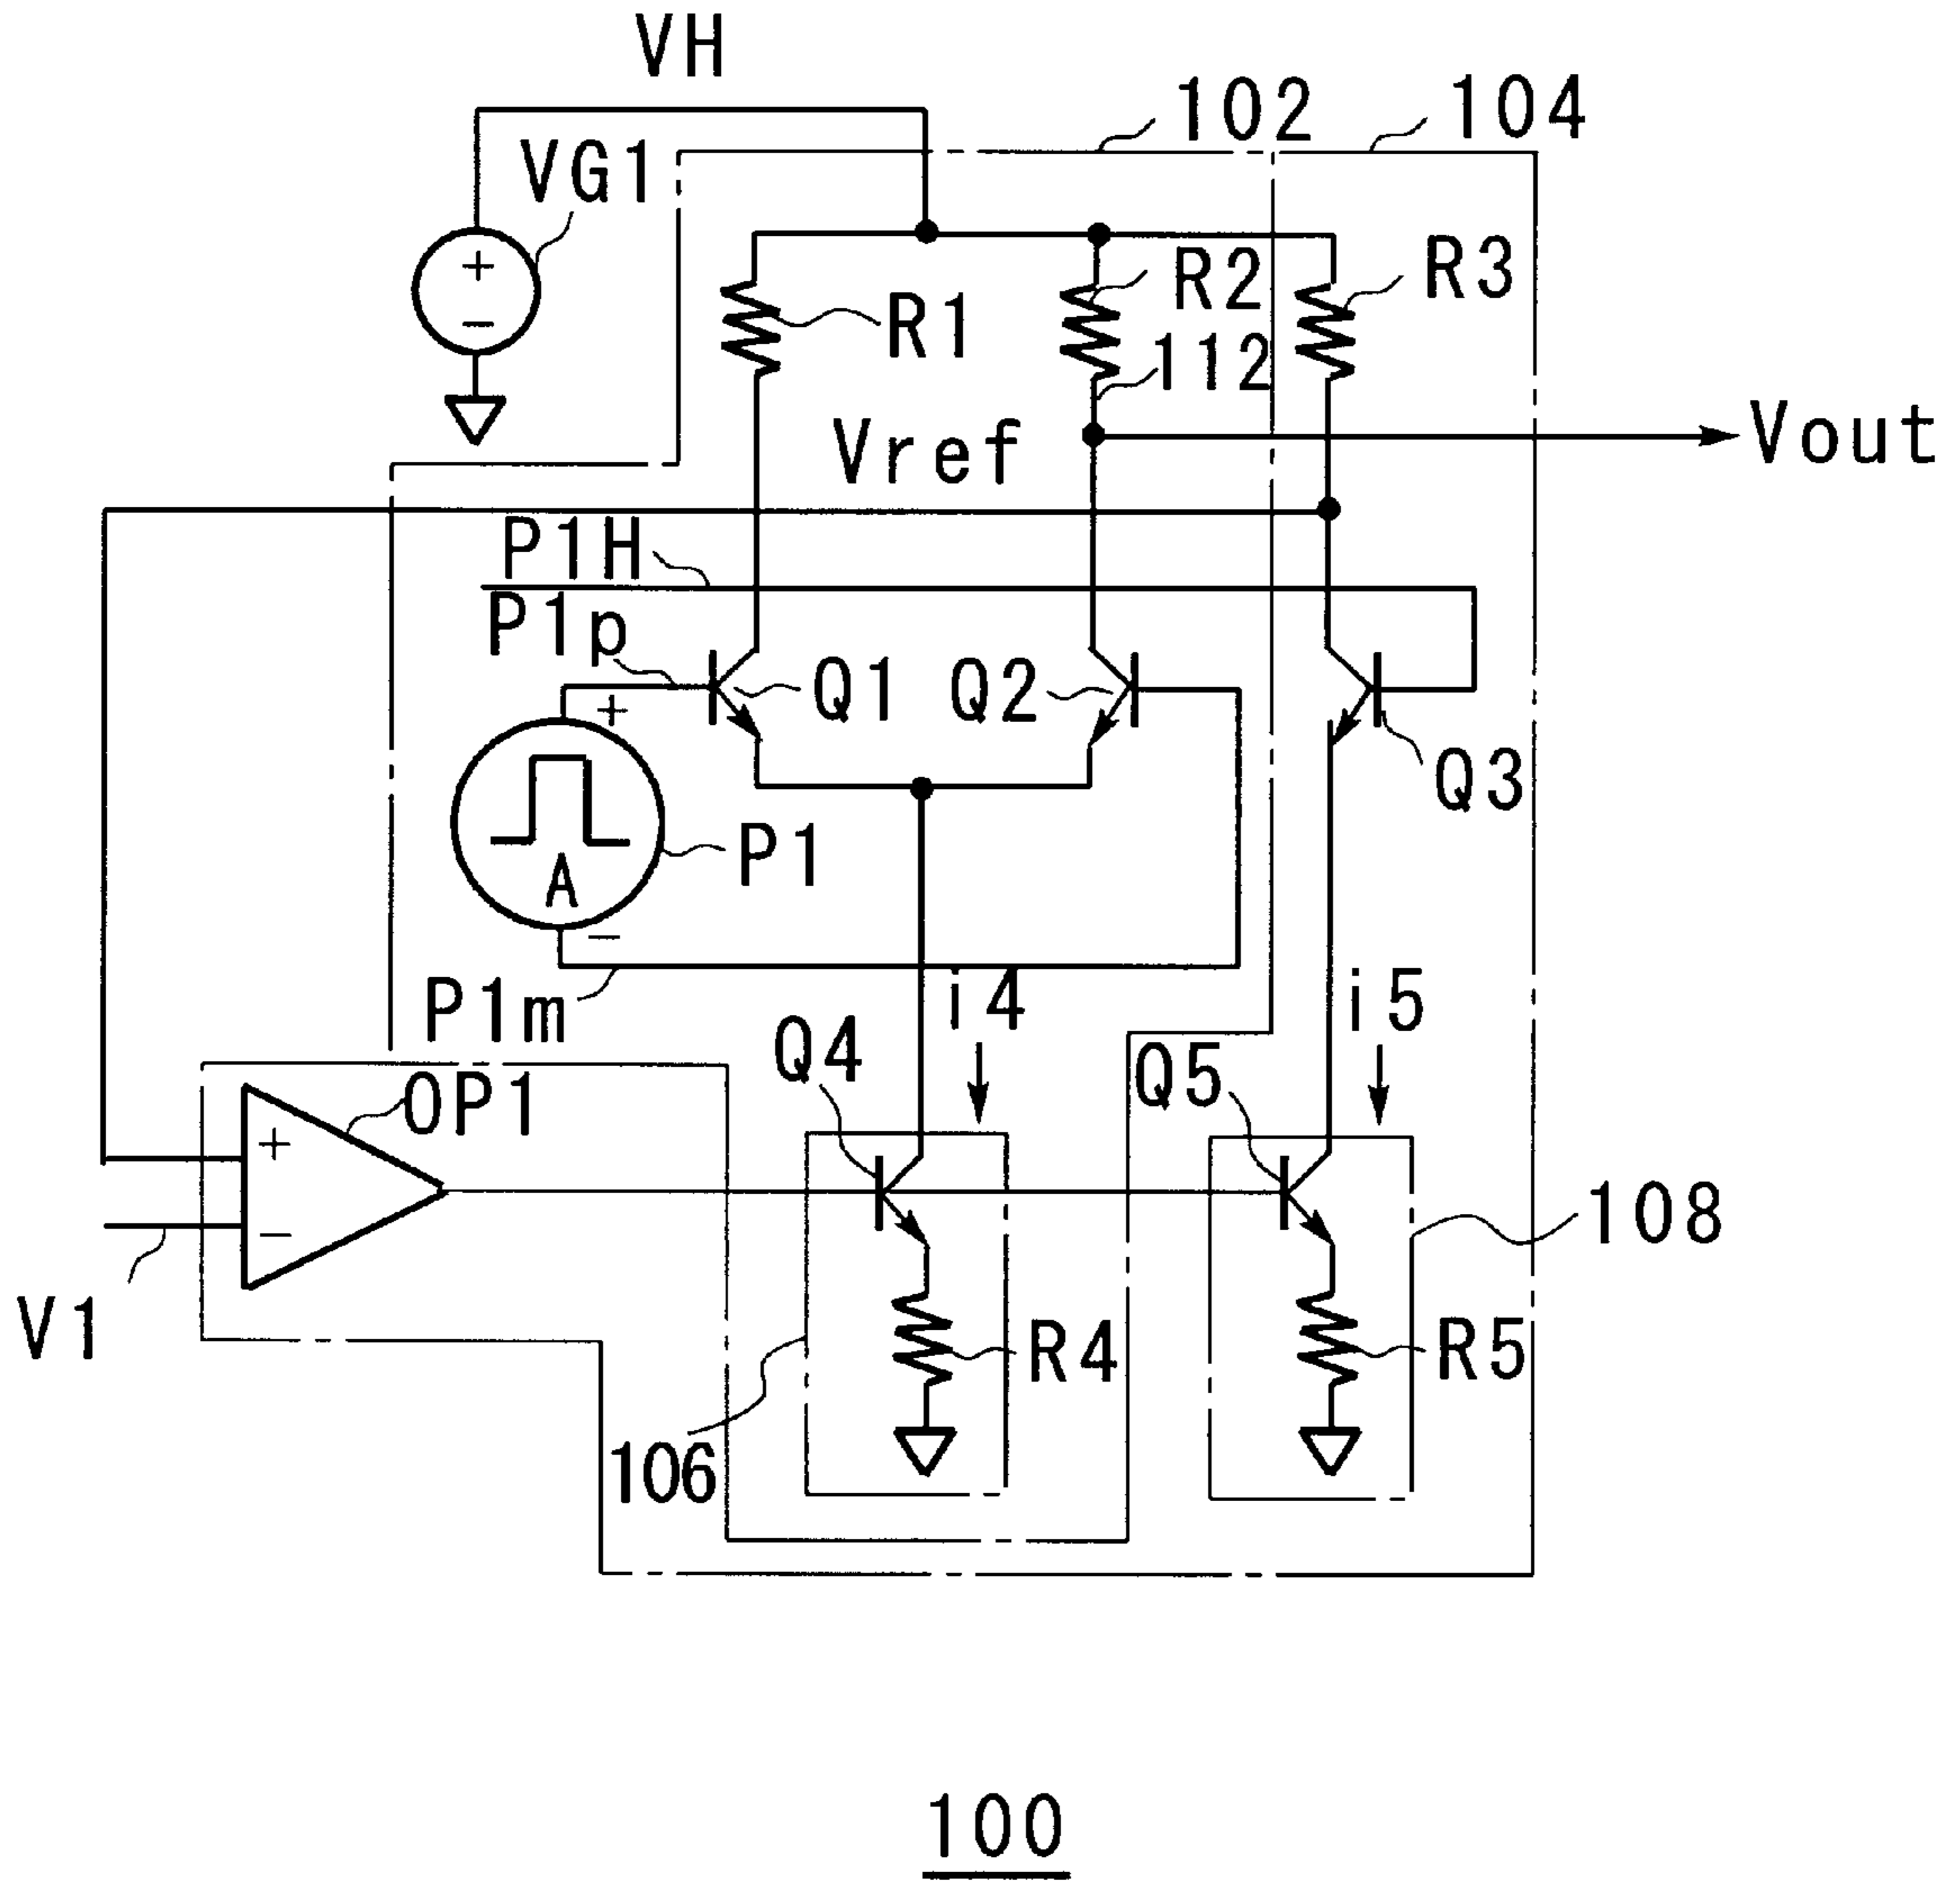 VH
102
104
VG1
+
−
R1
R2
R3
112
Vref
Vout
P1H
P1p
+
Q1
Q2
Q3
A
P1
−
P1m
i4
i5
Q4
Q5
OP1
+
−
V1
108
R4
R5
106
100